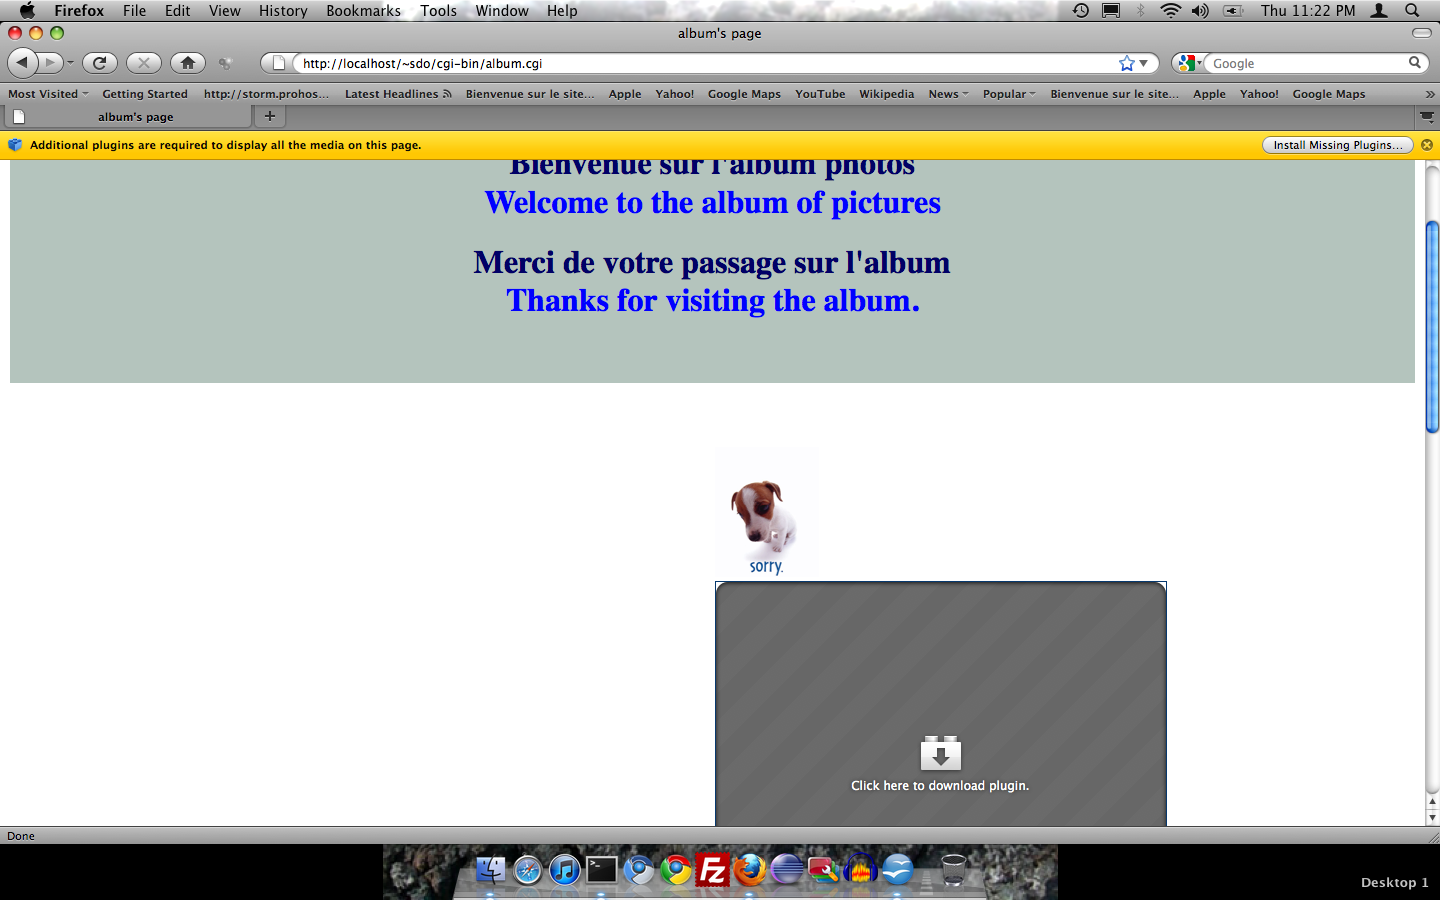 Firefox File Edit View History Bookmarks Tools Window Help Thu 11:22 PM
album's page
http://localhost/~sdo/cgi-bin/album.cgi Google
Most Visited Getting Started http://storm.prohos... Latest Headlines Bienvenue sur le site... Apple Yahoo! Google Maps YouTube Wikipedia News Popular Bienvenue sur le site... Apple Yahoo! Google Maps »
album's page +
Additional plugins are required to display all the media on this page. Install Missing Plugins...
Bienvenue sur l'album photos
Welcome to the album of pictures
Merci de votre passage sur l'album
Thanks for visiting the album.
sorry.
Click here to download plugin.
Done
>_
Fz
Desktop 1